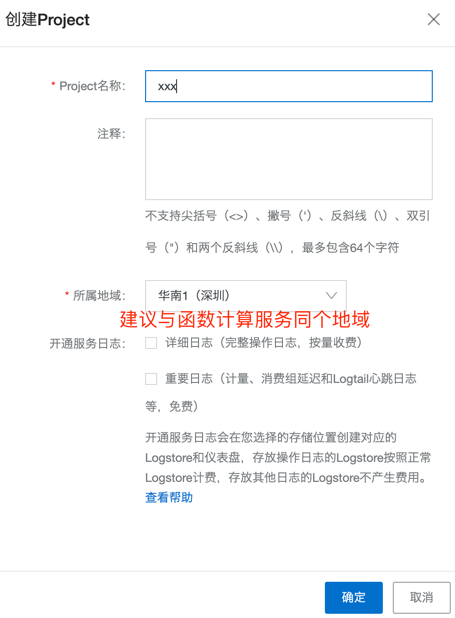 创建Project
* Project名称：
xxx
注释：
不支持尖括号（<>）、撇号（'）、反斜线（\）、双引
号（"）和两个反斜线（\\），最多包含64个字符
* 所属地域：
华南1（深圳）
建议与函数计算服务同个地域
开通服务日志：
详细日志（完整操作日志，按量收费）
重要日志（计量、消费组延迟和Logtail心跳日志
等，免费）
开通服务日志会在您选择的存储位置创建对应的
Logstore和仪表盘，存放操作日志的Logstore按照正常
Logstore计费，存放其他日志的Logstore不产生费用。
查看帮助
确定
取消